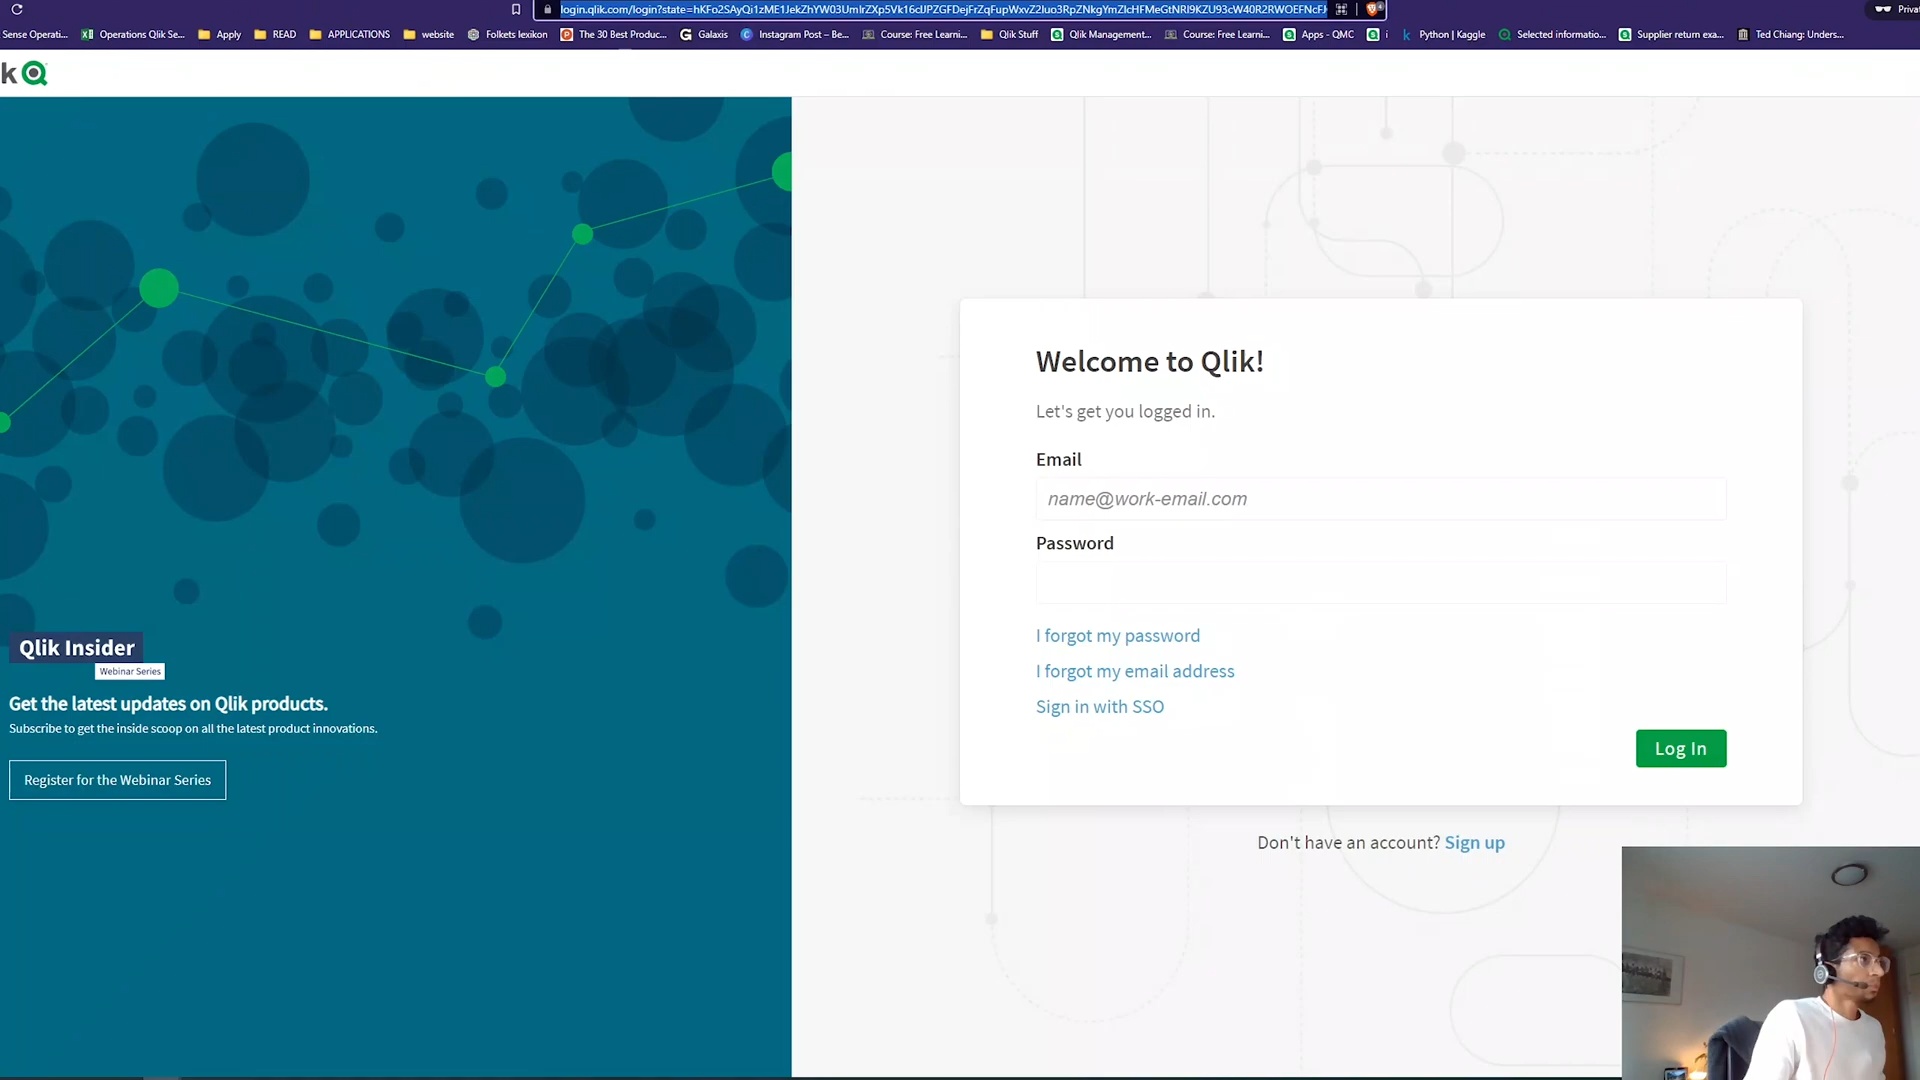 login.qlik.com/login?state=
Private
Sense Operati... Operations Qlik Se... Apply READ APPLICATIONS website Folkets lexikon The 30 Best Produc... Galaxis Instagram Post – Be... Course: Free Learni... Qlik Stuff Qlik Management... Course: Free Learni... Apps - QMC i Python | Kaggle Selected informatio... Supplier return exa... Ted Chiang: Unders...
k
Welcome to Qlik!
Let's get you logged in.
Email
name@work-email.com
Password
I forgot my password
I forgot my email address
Sign in with SSO
Log In
Don't have an account? Sign up
Qlik Insider
Webinar Series
Get the latest updates on Qlik products.
Subscribe to get the inside scoop on all the latest product innovations.
Register for the Webinar Series